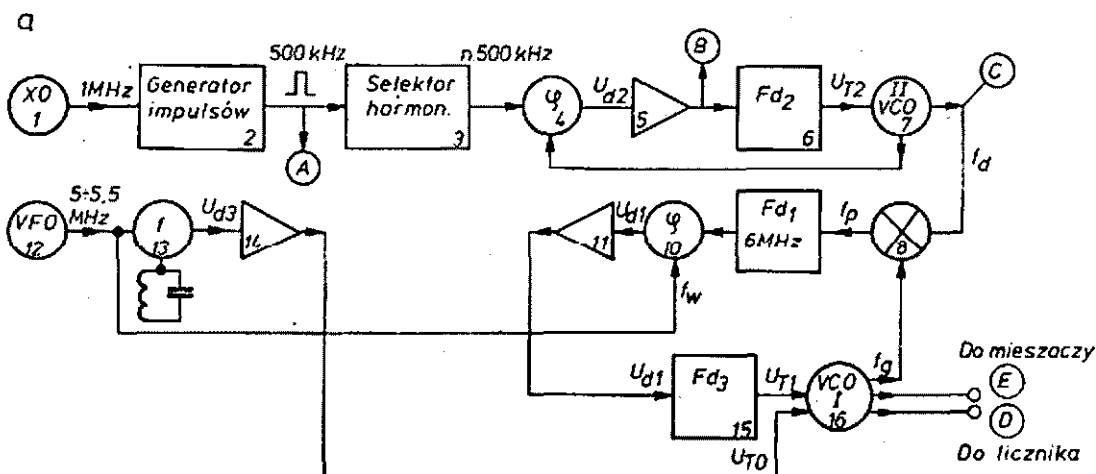 a
500 kHz
n.500 kHz
B
XO
1
1MHz
Generator
impulsów
2
A
Selektor
harmon.
3
φ
4
Ud2
5
Fd2
6
UT2
II
VCO
7
C
fd
VFO
12
5÷5,5
MHz
f
13
Ud3
14
11
Ud1
φ
10
fw
Fd1
6MHz
fp
8
fg
Ud1
Fd3
15
UT1
UTO
VCO
I
16
Do mieszaczy
E
D
Do licznika